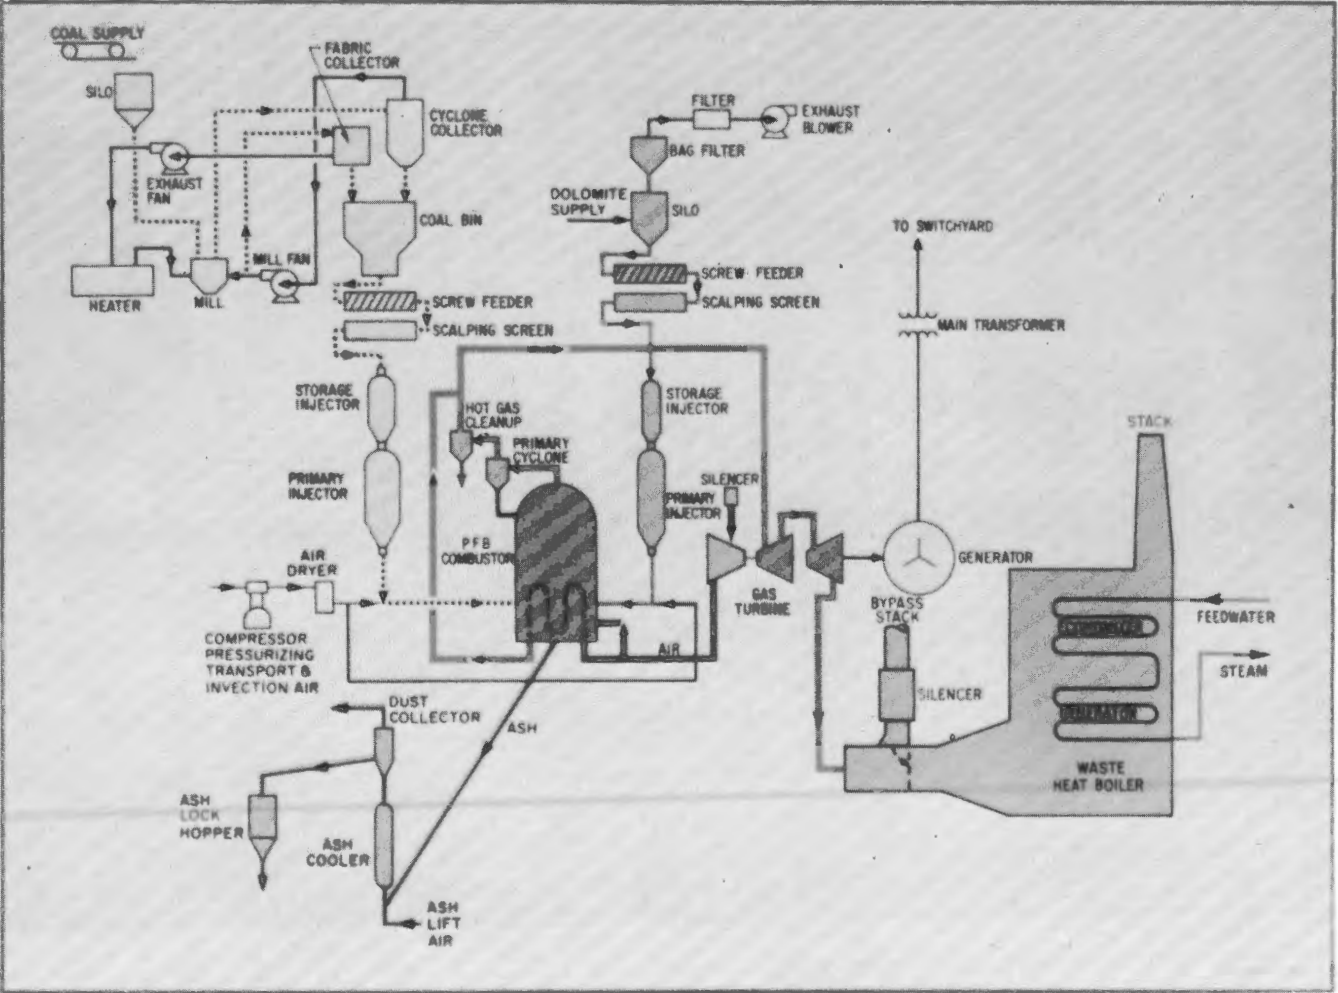 COAL SUPPLY
SILO
FABRIC
COLLECTOR
CYCLONE
COLLECTOR
EXHAUST
FAN
COAL BIN
HEATER
MILL
MILL FAN
SCREW FEEDER
SCALPING SCREEN
STORAGE
INJECTOR
PRIMARY
INJECTOR
FILTER
EXHAUST
BLOWER
BAG FILTER
DOLOMITE
SUPPLY
SILO
SCREW FEEDER
SCALPING SCREEN
STORAGE
INJECTOR
PRIMARY
INJECTOR
HOT GAS
CLEANUP
PRIMARY
CYCLONE
PFB
COMBUSTOR
SILENCER
GAS
TURBINE
AIR
TO SWITCHYARD
MAIN TRANSFORMER
GENERATOR
BYPASS
STACK
SILENCER
STACK
FEEDWATER
STEAM
GENERATOR
WASTE
HEAT BOILER
AIR
DRYER
COMPRESSOR
PRESSURIZING
TRANSPORT &
INVECTION AIR
DUST
COLLECTOR
ASH
ASH
LOCK
HOPPER
ASH
COOLER
ASH
LIFT
AIR